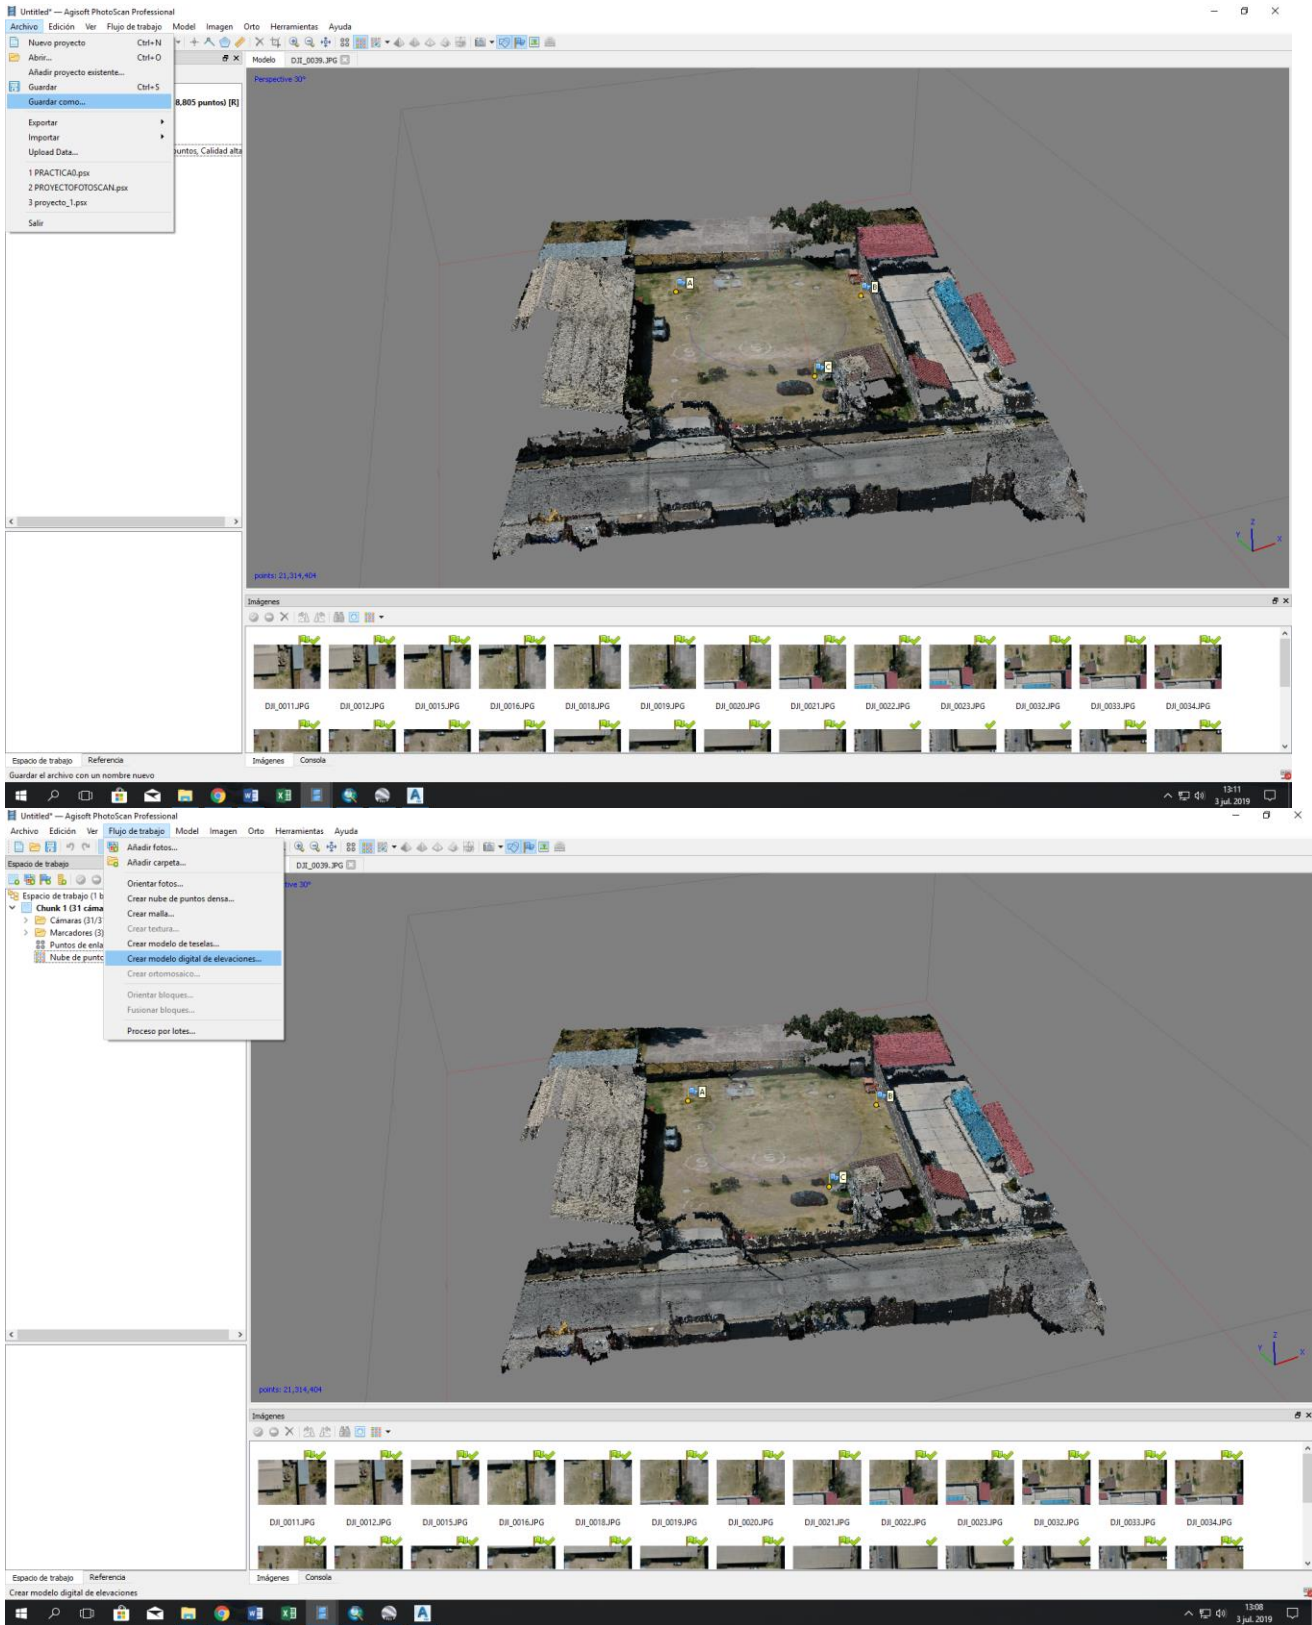 Untitled* — Agisoft PhotoScan Professional
Archivo Edición Ver Flujo de trabajo Model Imagen Orto Herramientas Ayuda
Nuevo proyecto Ctrl+N
Abrir... Ctrl+O
Añadir proyecto existente...
Guardar Ctrl+S
Guardar como...
Exportar
Importar
Upload Data...
1 PRACTICA0.psx
2 PROYECTOFOTOSCAN.psx
3 proyecto_1.psx
Salir
8,805 puntos) [R]
puntos, Calidad alta
Modelo DJI_0039.JPG
Perspective 30°
A
B
C
Z
Y
X
points: 21,314,404
Imágenes
DJI_0011.JPG DJI_0012.JPG DJI_0015.JPG DJI_0016.JPG DJI_0018.JPG DJI_0019.JPG DJI_0020.JPG DJI_0021.JPG DJI_0022.JPG DJI_0023.JPG DJI_0032.JPG DJI_0033.JPG DJI_0034.JPG
Espacio de trabajo Referencia Imágenes Consola
Guardar el archivo con un nombre nuevo
13:11
3 jul. 2019
Untitled* — Agisoft PhotoScan Professional
Archivo Edición Ver Flujo de trabajo Model Imagen Orto Herramientas Ayuda
Añadir fotos...
Añadir carpeta...
Orientar fotos...
Crear nube de puntos densa...
Crear malla...
Crear textura...
Crear modelo de teselas...
Crear modelo digital de elevaciones...
Crear ortomosaico...
Orientar bloques...
Fusionar bloques...
Proceso por lotes...
Espacio de trabajo
Espacio de trabajo (1 b
Chunk 1 (31 cáma
Cámaras (31/3
Marcadores (3)
Puntos de enla
Nube de punto
DJI_0039.JPG
tive 30°
A
B
C
Z
Y
X
points: 21,314,404
Imágenes
DJI_0011.JPG DJI_0012.JPG DJI_0015.JPG DJI_0016.JPG DJI_0018.JPG DJI_0019.JPG DJI_0020.JPG DJI_0021.JPG DJI_0022.JPG DJI_0023.JPG DJI_0032.JPG DJI_0033.JPG DJI_0034.JPG
Espacio de trabajo Referencia Imágenes Consola
Crear modelo digital de elevaciones
13:08
3 jul. 2019